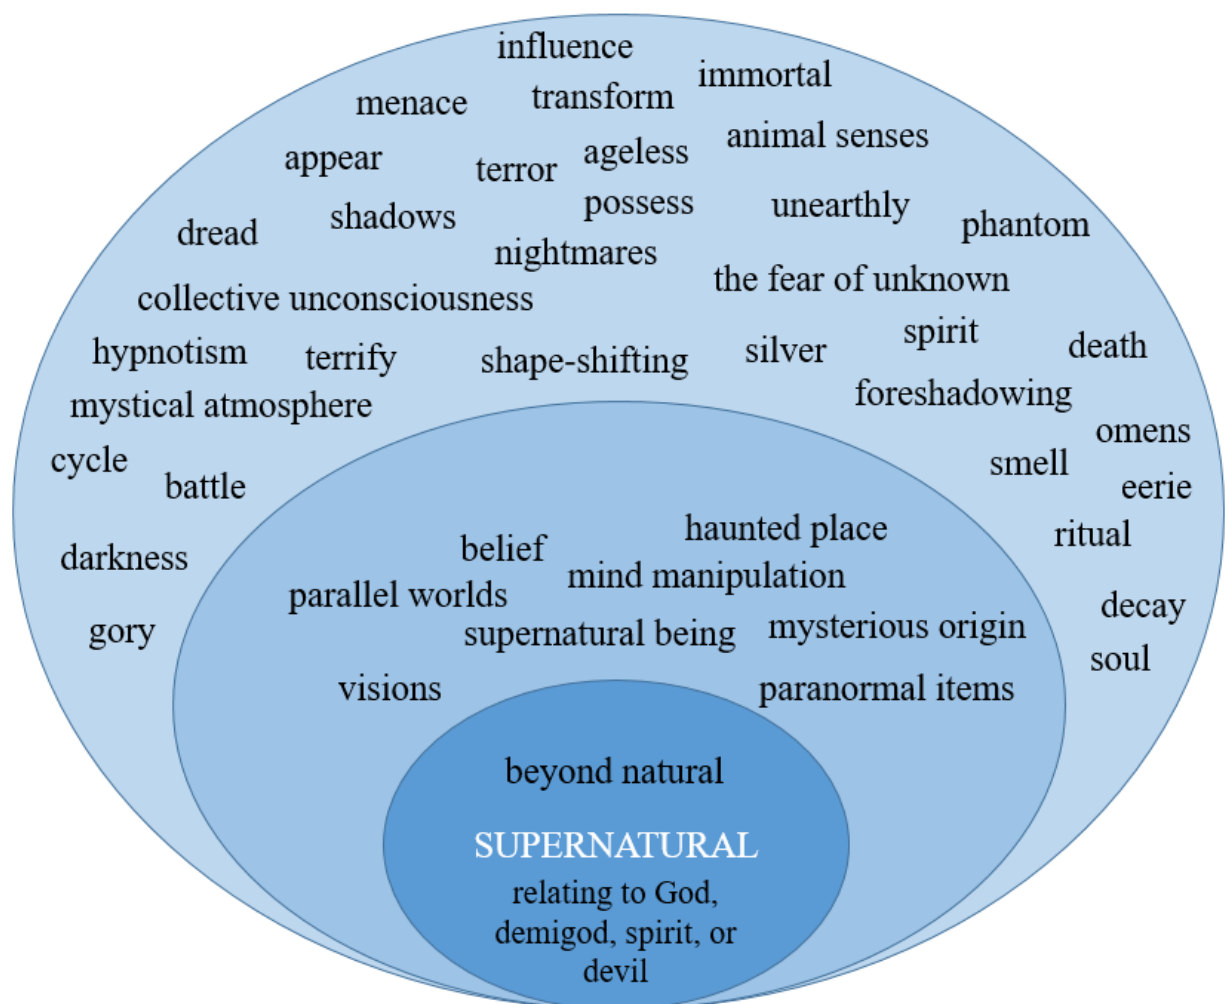 influence
immortal
menace
transform
animal senses
appear
terror
ageless
possess
unearthly
shadows
phantom
dread
nightmares
the fear of unknown
collective unconsciousness
spirit
death
hypnotism
terrify
shape-shifting
silver
foreshadowing
mystical atmosphere
omens
cycle
smell
battle
eerie
ritual
darkness
decay
gory
soul
haunted place
belief
mind manipulation
parallel worlds
supernatural being
mysterious origin
visions
paranormal items
beyond natural
SUPERNATURAL
relating to God,
demigod, spirit, or
devil